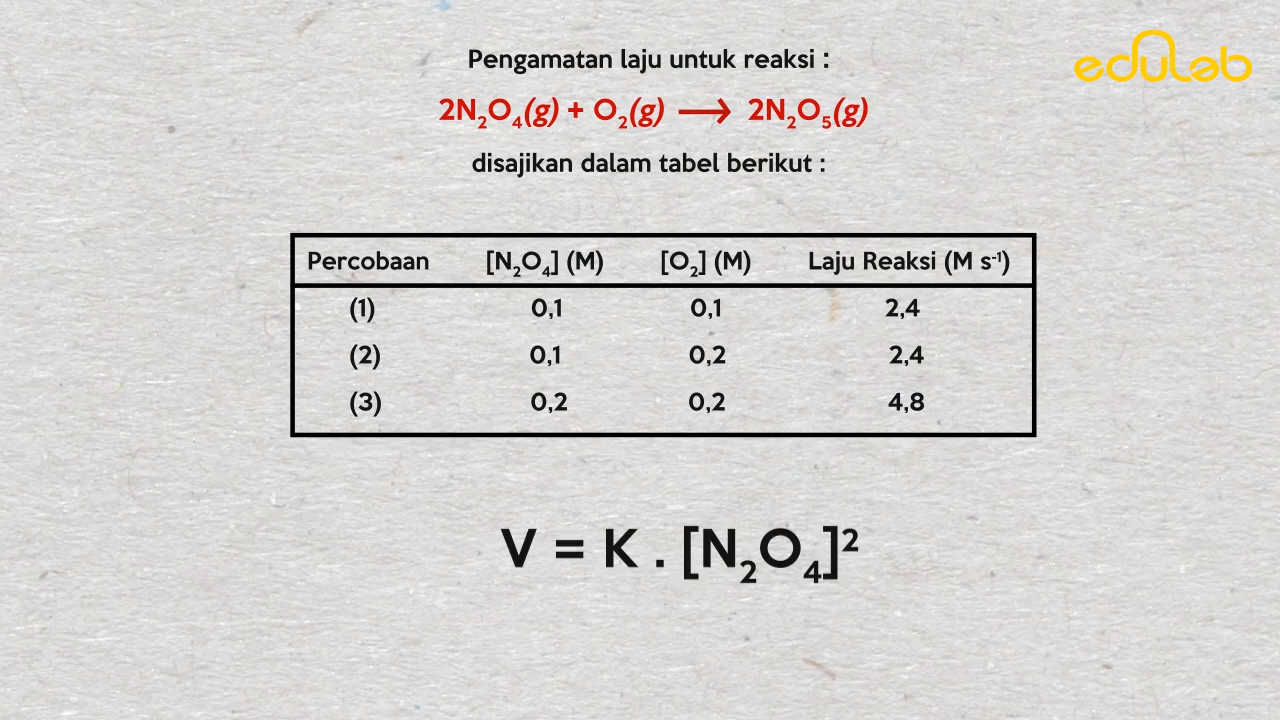 edulab
Pengamatan laju untuk reaksi :
2N₂O₄(g) + O₂(g) ⟶ 2N₂O₅(g)
disajikan dalam tabel berikut :
Percobaan [N₂O₄] (M) [O₂] (M) Laju Reaksi (M s⁻¹)
(1) 0,1 0,1 2,4
(2) 0,1 0,2 2,4
(3) 0,2 0,2 4,8
V = K . [N₂O₄]²